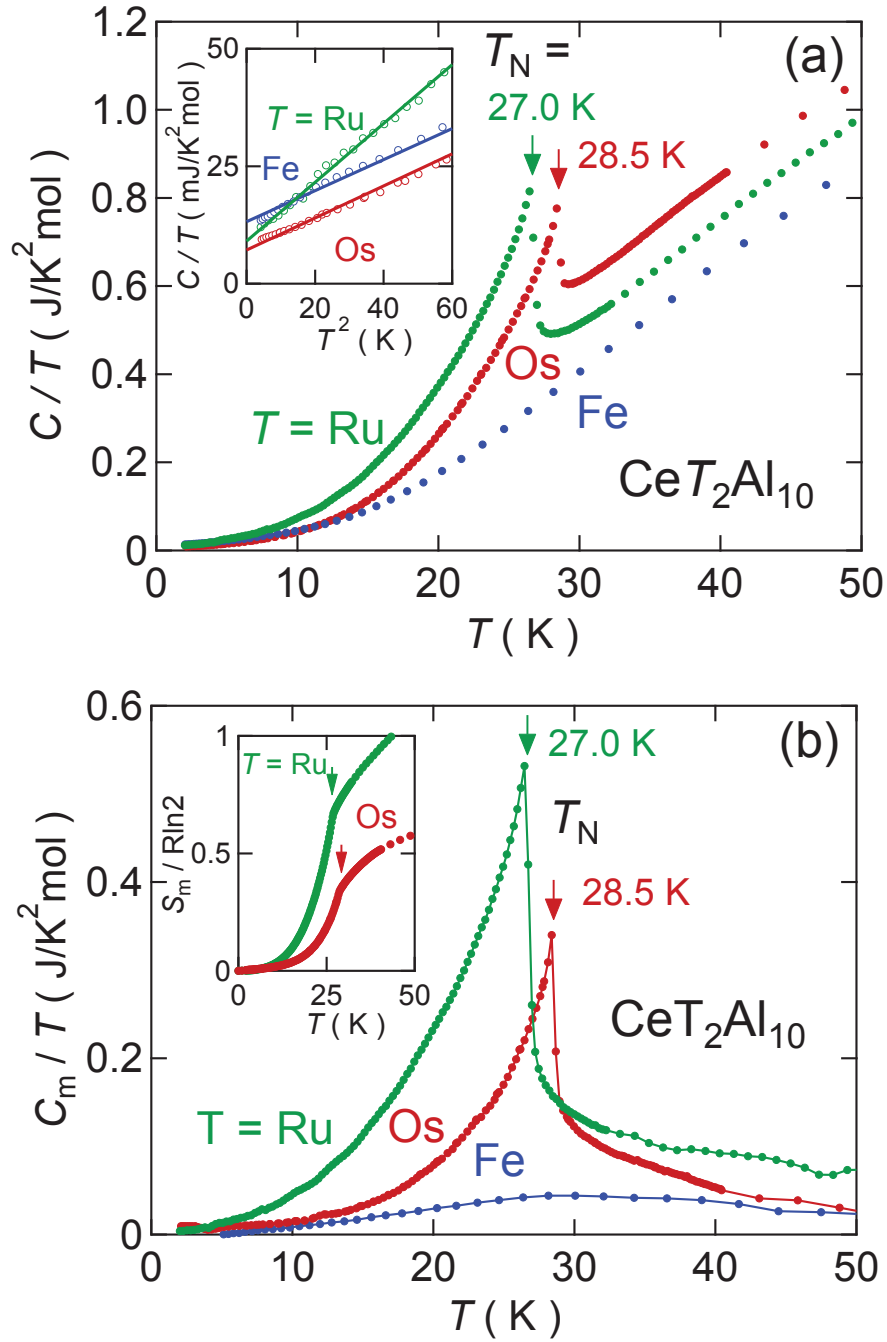 1.2
1.0
0.8
0.6
0.4
0.2
0
C / T ( J/K²mol )
(a)
T_N =
27.0 K
28.5 K
50
25
0
C / T ( mJ/K²mol )
T = Ru
Fe
Os
0 20 40 60
T² ( K )
Os
Fe
T = Ru
CeT₂Al₁₀
0 10 20 30 40 50
T ( K )
0.6
0.4
0.2
0
C_m / T ( J/K²mol )
(b)
27.0 K
T_N
28.5 K
1
0.5
0
S_m / Rln2
T = Ru
Os
0 25 50
T ( K )
CeT₂Al₁₀
T = Ru
Os
Fe
0 10 20 30 40 50
T ( K )